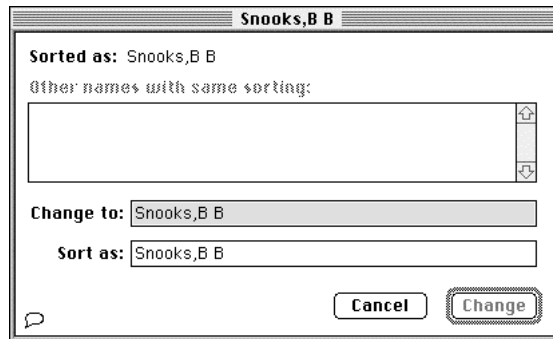 Snooks,B B
Sorted as: Snooks,B B
Other names with same sorting:
Change to: Snooks,B B
Sort as: Snooks,B B
Cancel Change